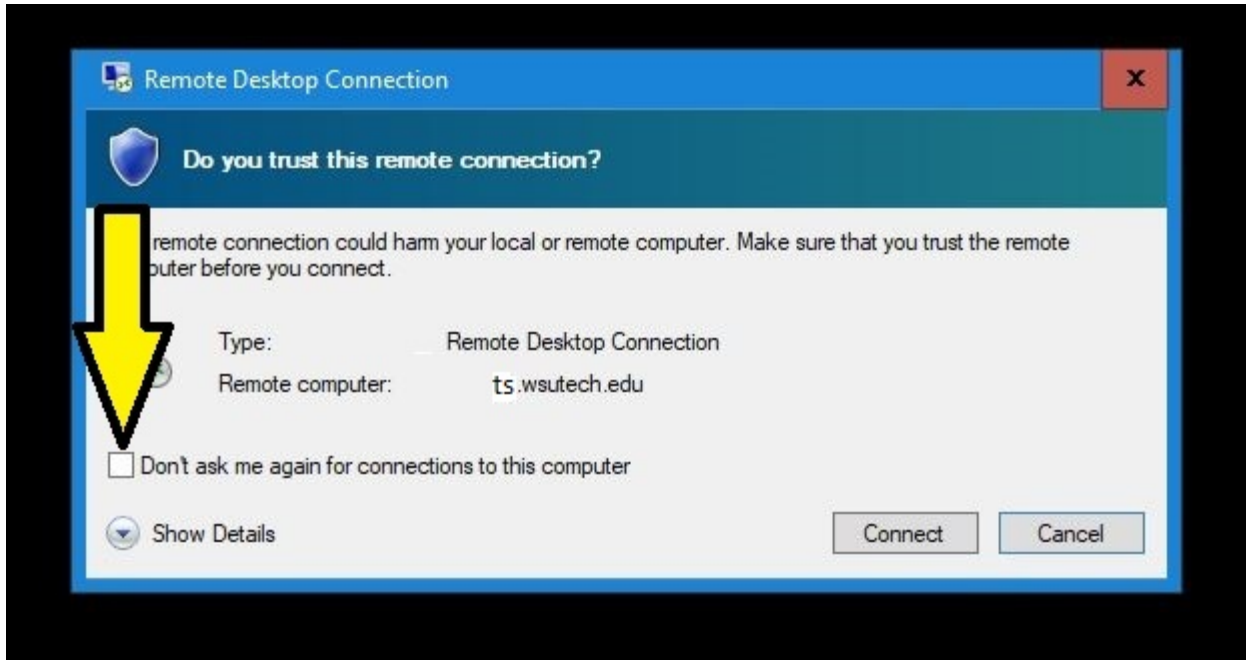 Remote Desktop Connection
x
Do you trust this remote connection?
remote connection could harm your local or remote computer. Make sure that you trust the remote
before you connect.
Type: Remote Desktop Connection
Remote computer: ts.wsutech.edu
Don't ask me again for connections to this computer
Show Details
Connect Cancel